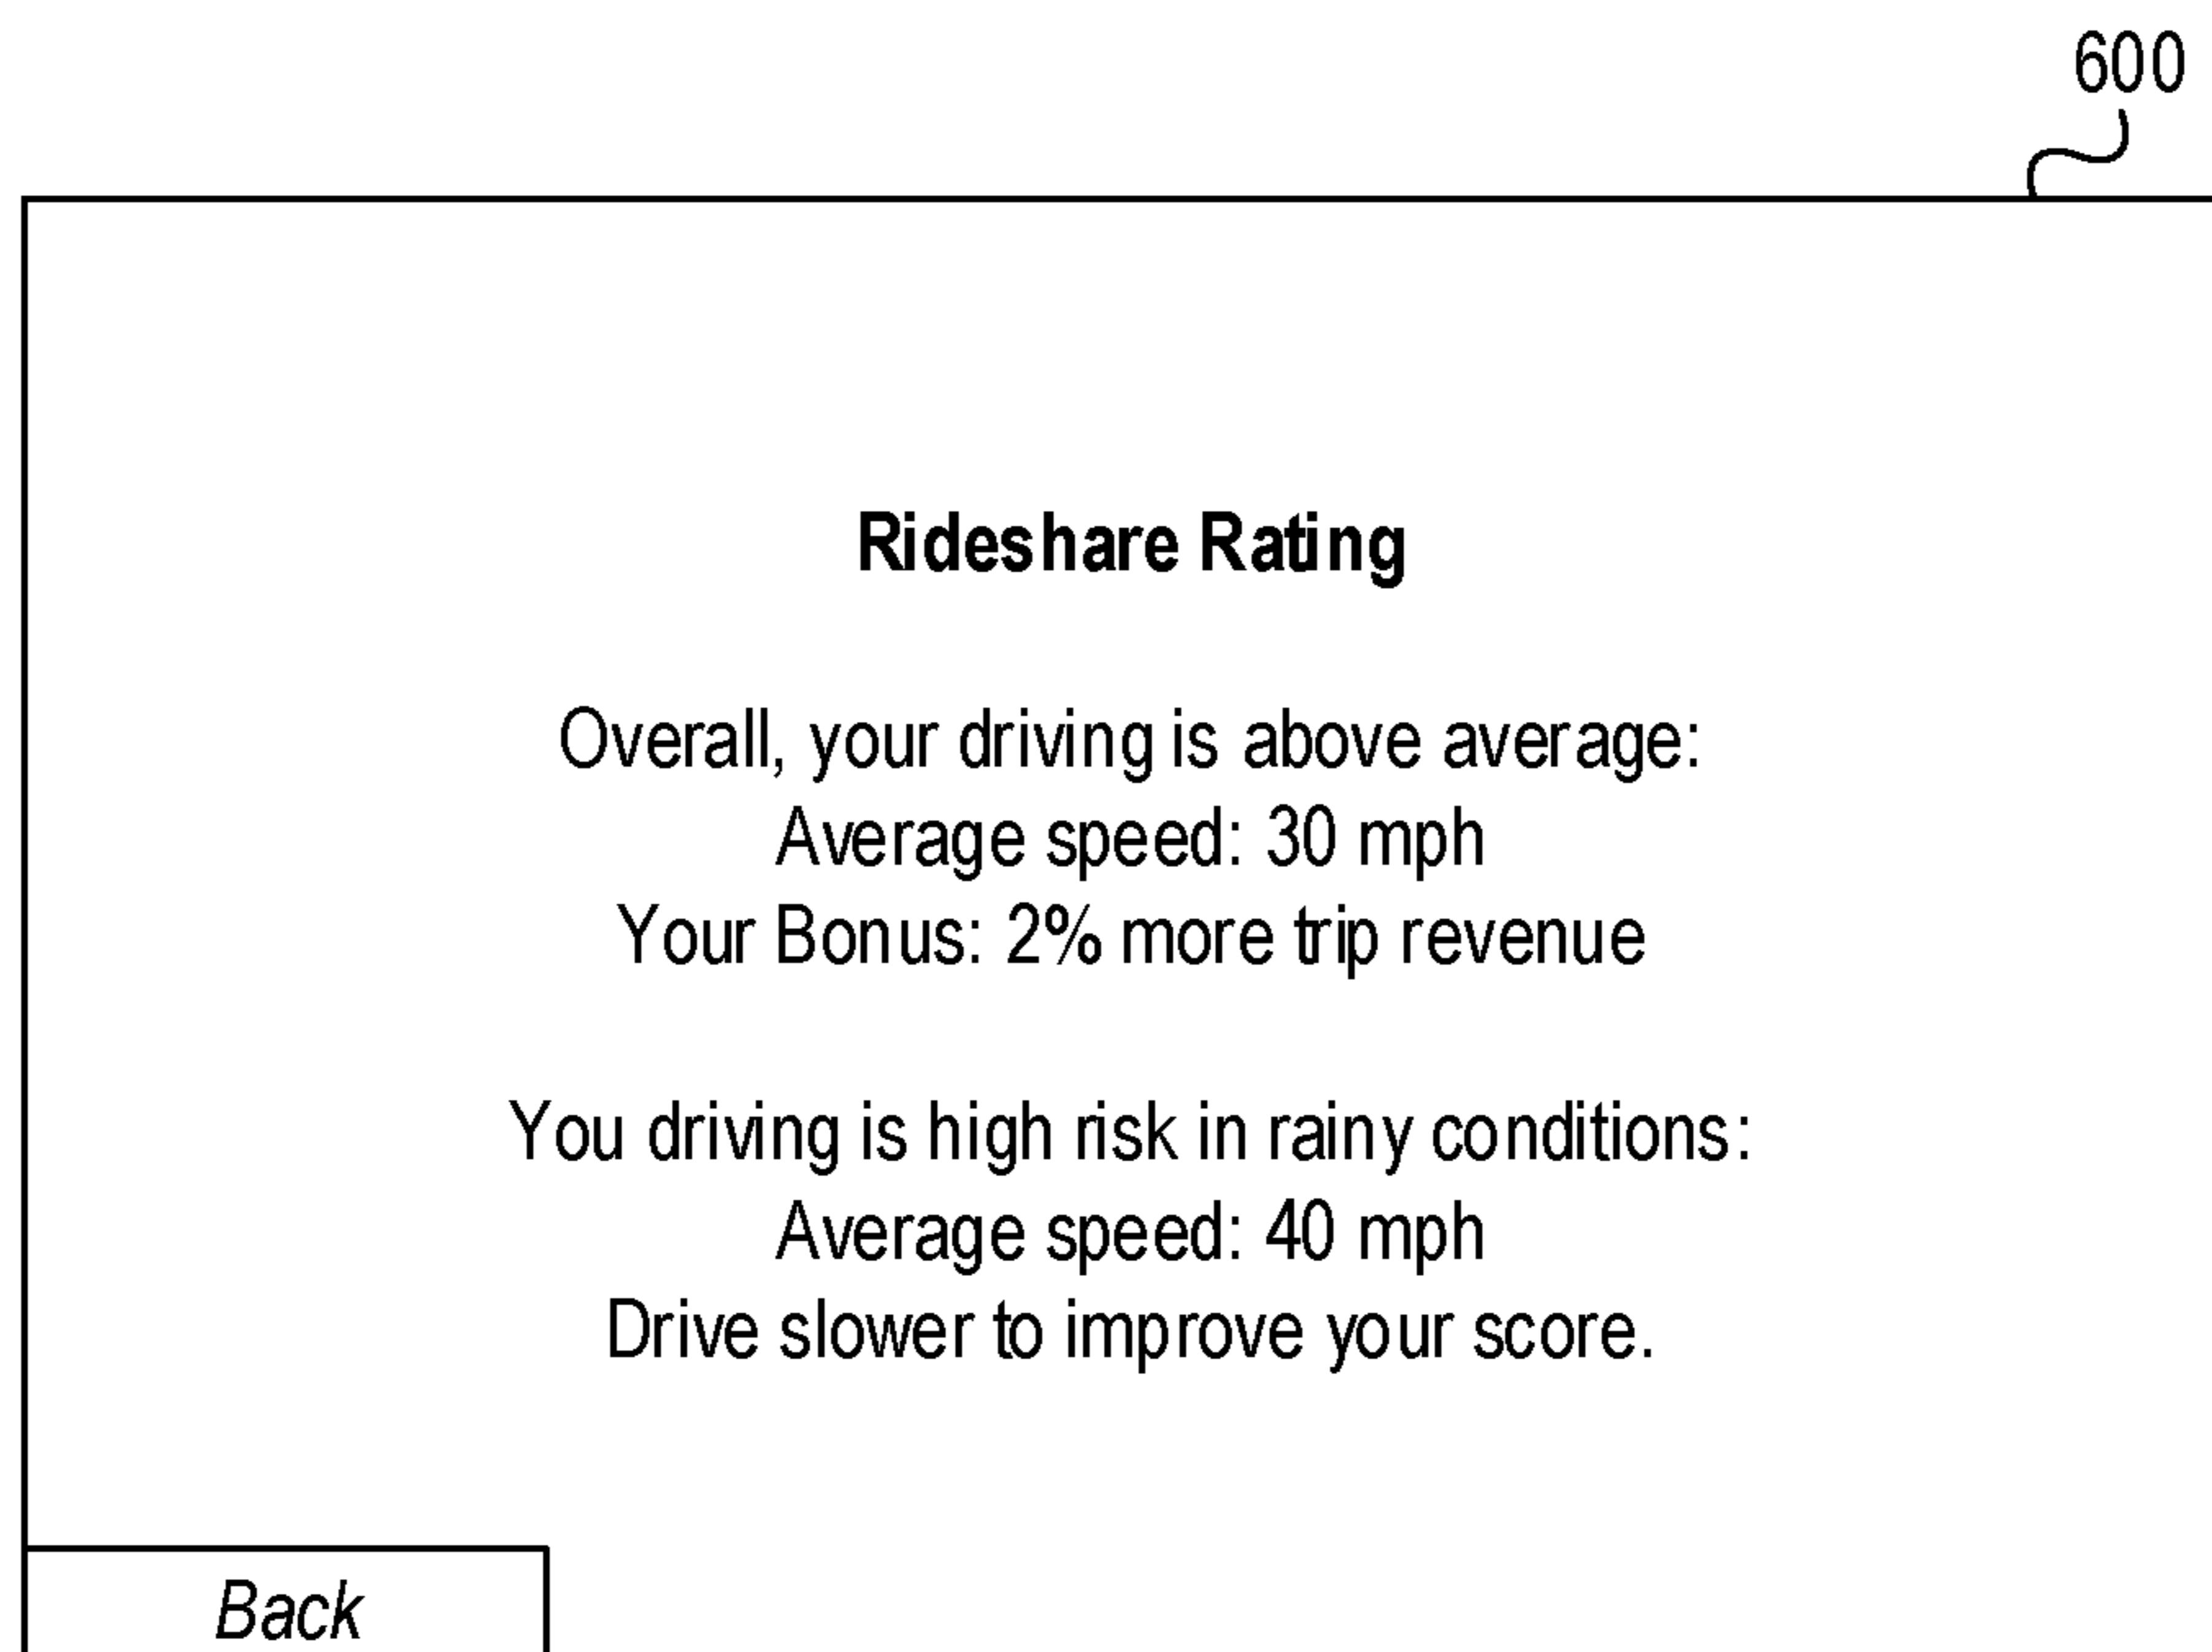 600
Rideshare Rating
Overall, your driving is above average:
Average speed: 30 mph
Your Bonus: 2% more trip revenue
You driving is high risk in rainy conditions:
Average speed: 40 mph
Drive slower to improve your score.
Back